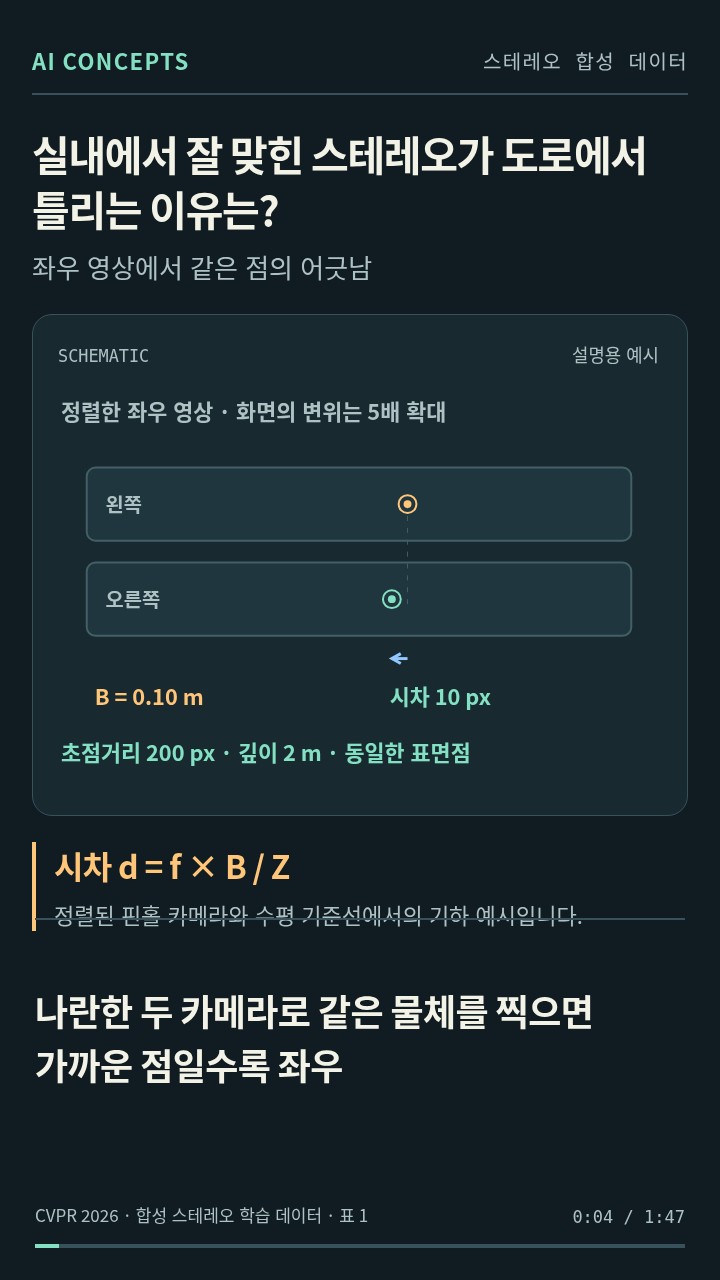 AI CONCEPTS
스테레오 합성 데이터
실내에서 잘 맞힌 스테레오가 도로에서
틀리는 이유는?
좌우 영상에서 같은 점의 어긋남
SCHEMATIC
설명용 예시
정렬한 좌우 영상 · 화면의 변위는 5배 확대
왼쪽
오른쪽
B = 0.10 m
시차 10 px
초점거리 200 px · 깊이 2 m · 동일한 표면점
시차 d = f × B / Z
정렬된 핀홀 카메라와 수평 기준선에서의 기하 예시입니다.
나란한 두 카메라로 같은 물체를 찍으면
가까운 점일수록 좌우
CVPR 2026 · 합성 스테레오 학습 데이터 · 표 1
0:04 / 1:47